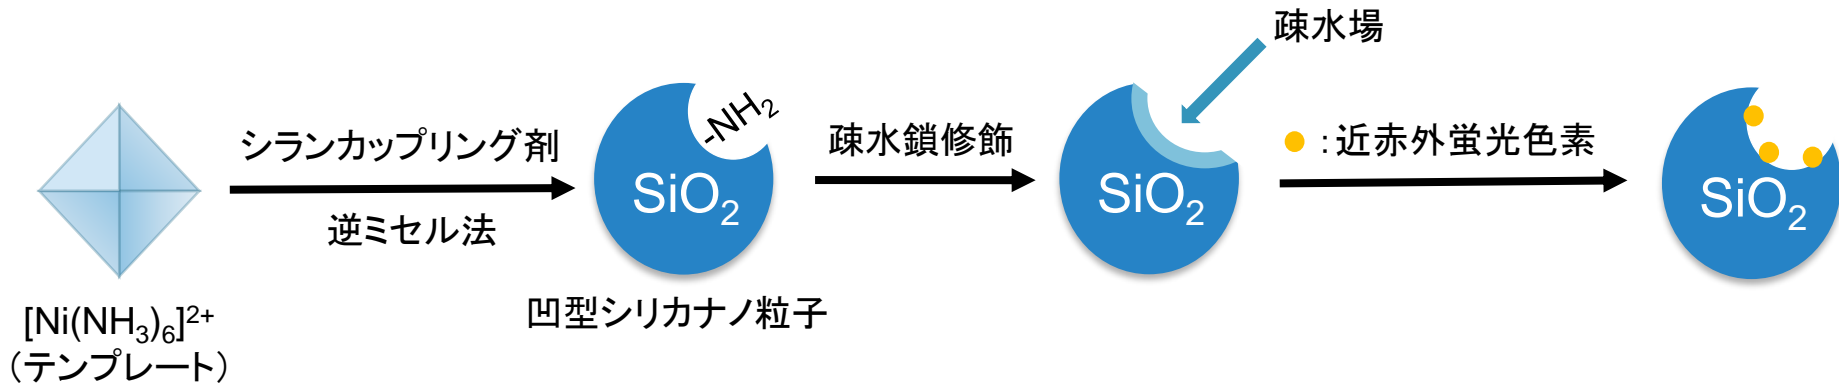 [Ni(NH₃)₆]²⁺
（テンプレート）
シランカップリング剤
逆ミセル法
-NH₂
SiO₂
凹型シリカナノ粒子
疎水鎖修飾
疎水場
SiO₂
：近赤外蛍光色素
SiO₂